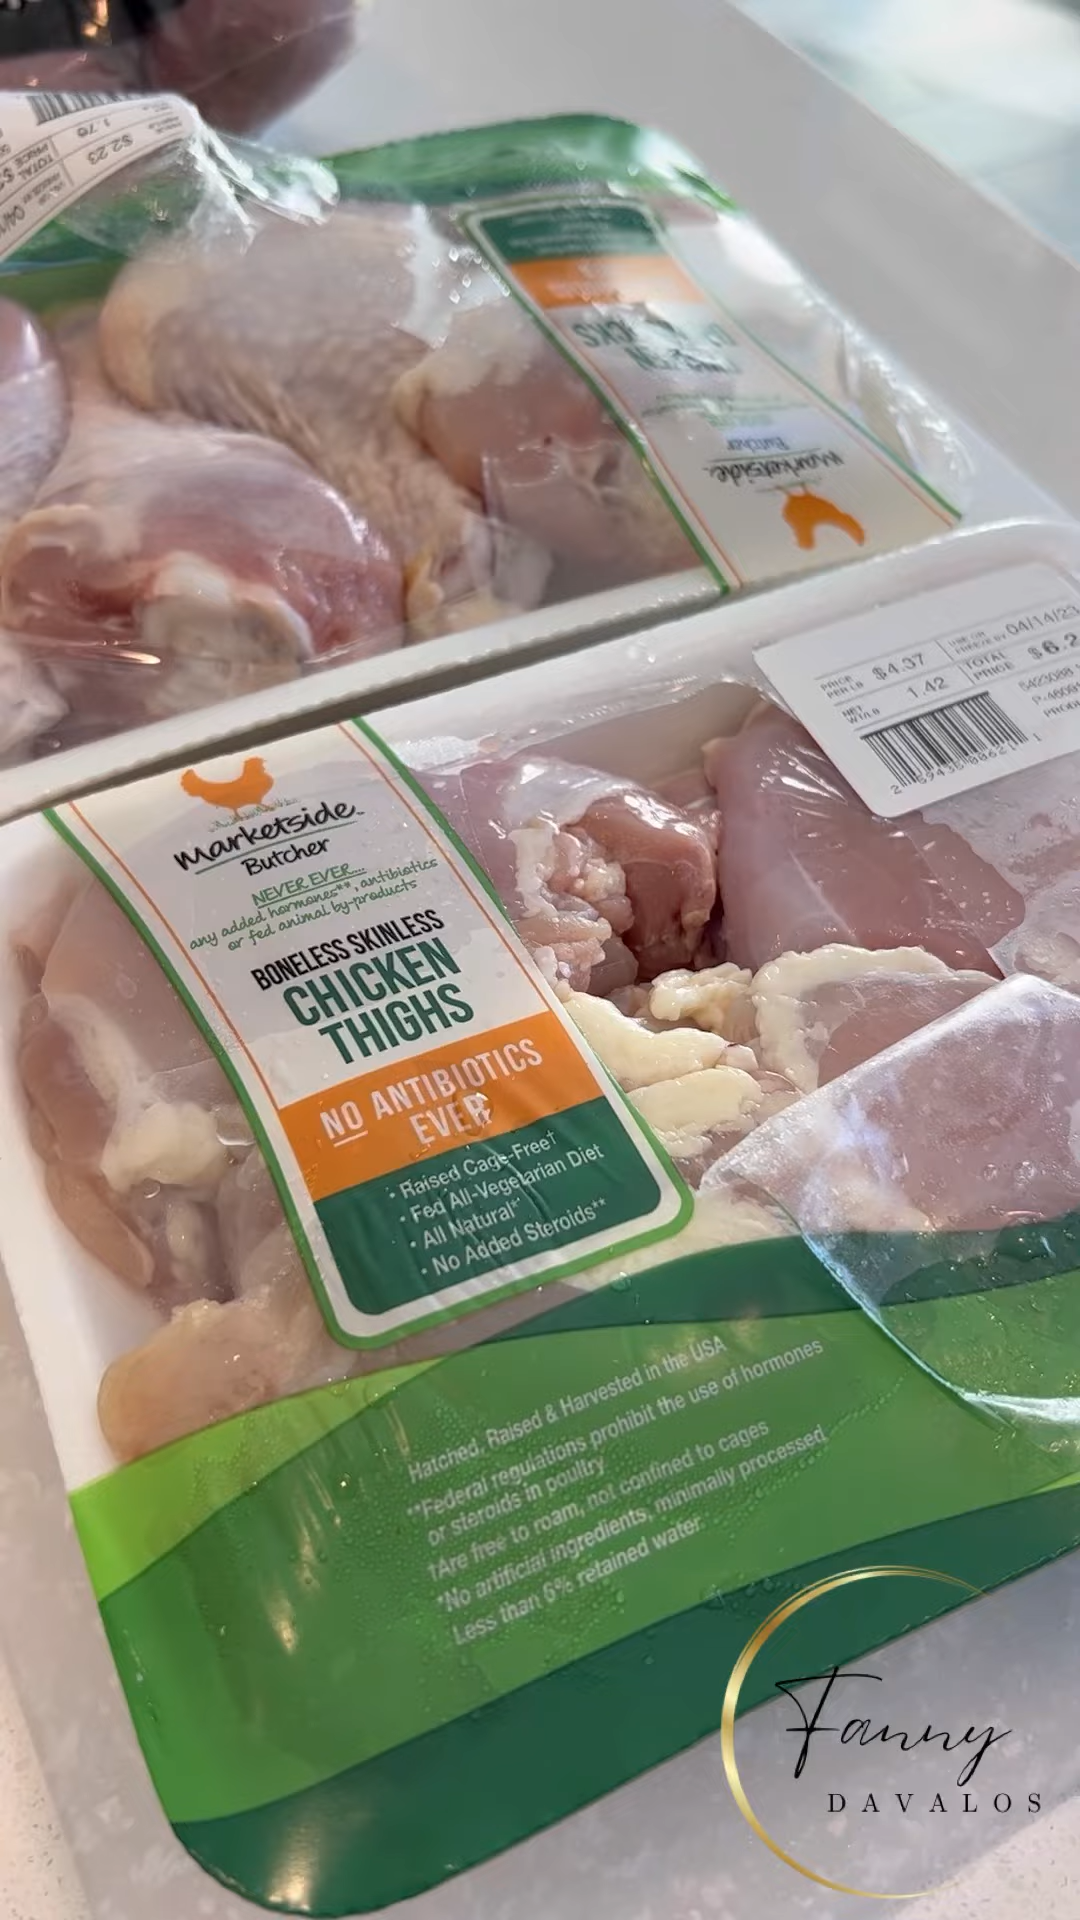 $2.23
1.70
TOTAL
PRICE
Marketside
Butcher
PRICE
PER LB
$4.37
USE OR
FREEZE BY
04/14/23
NET
WT/LB
1.42
TOTAL
PRICE
Marketside
Butcher
NEVER EVER...
any added hormones**, antibiotics
or fed animal by-products
BONELESS SKINLESS
CHICKEN
THIGHS
NO ANTIBIOTICS
EVER
• Raised Cage-Free†
• Fed All-Vegetarian Diet
• All Natural*
• No Added Steroids**
Hatched, Raised & Harvested in the USA
**Federal regulations prohibit the use of hormones
or steroids in poultry
†Are free to roam, not confined to cages
*No artificial ingredients, minimally processed
Less than 6% retained water
Fanny
DAVALOS